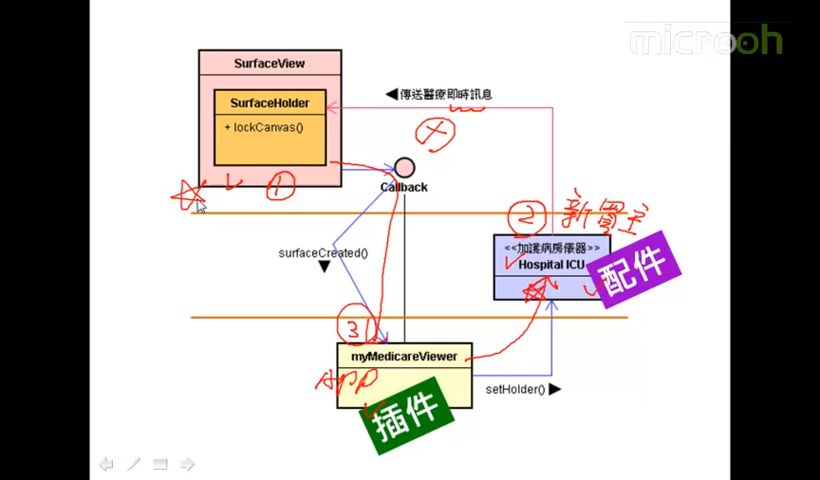 microoh
SurfaceView
SurfaceHolder
+ lockCanvas()
◀傳送醫療即時訊息
+
1
Callback
2 新買主
surfaceCreated()
▼
<<加護病房儀器>>
Hospital ICU
配件
3
myMedicareViewer
APP
setHolder() ▶
插件